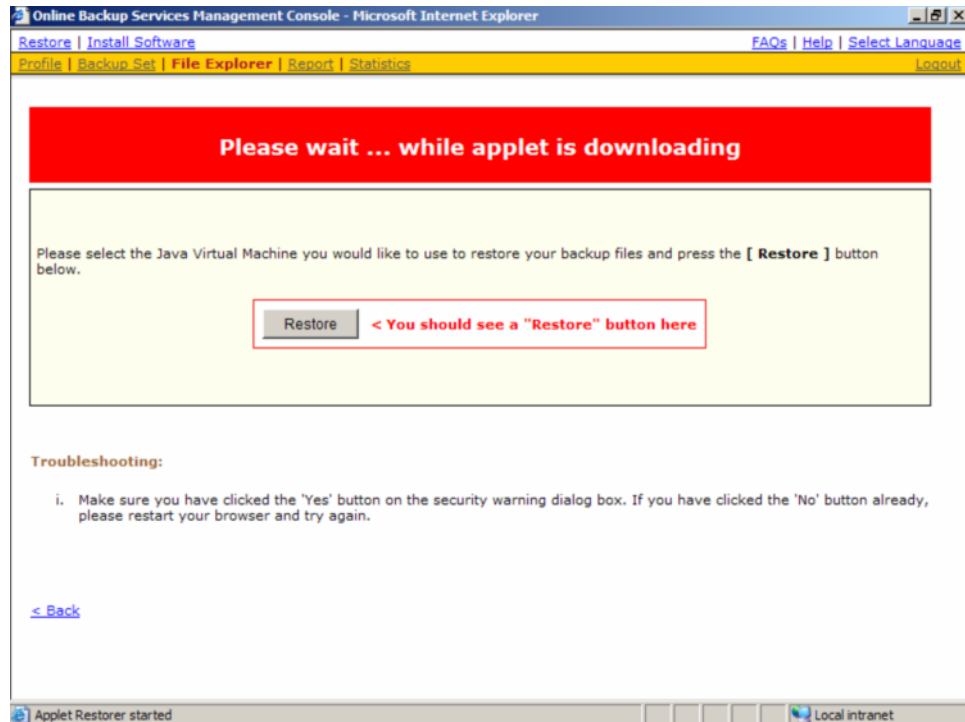 Online Backup Services Management Console - Microsoft Internet Explorer
Restore | Install Software FAQs | Help | Select Language
Profile | Backup Set | File Explorer | Report | Statistics Logout
Please wait ... while applet is downloading
Please select the Java Virtual Machine you would like to use to restore your backup files and press the [ Restore ] button
below.
Restore < You should see a "Restore" button here
Troubleshooting:
i. Make sure you have clicked the 'Yes' button on the security warning dialog box. If you have clicked the 'No' button already,
please restart your browser and try again.
< Back
Applet Restorer started Local intranet